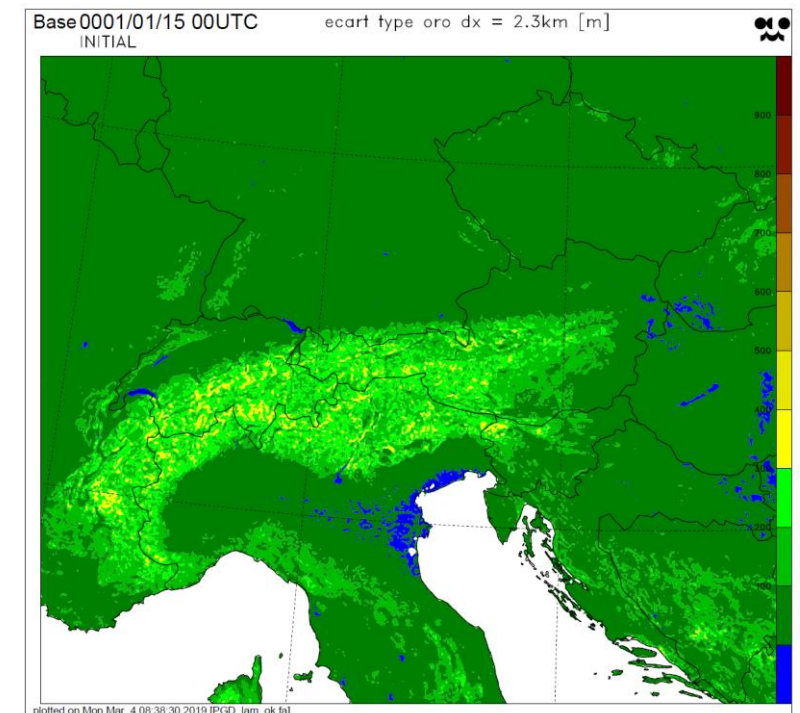 Base 0001/01/15 00UTC
INITIAL
ecart type oro dx = 2.3km [m]
900
800
700
600
500
400
200
plotted on Mon Mar 4 08:38:30 2019 [PGD_lam_ok.fa]